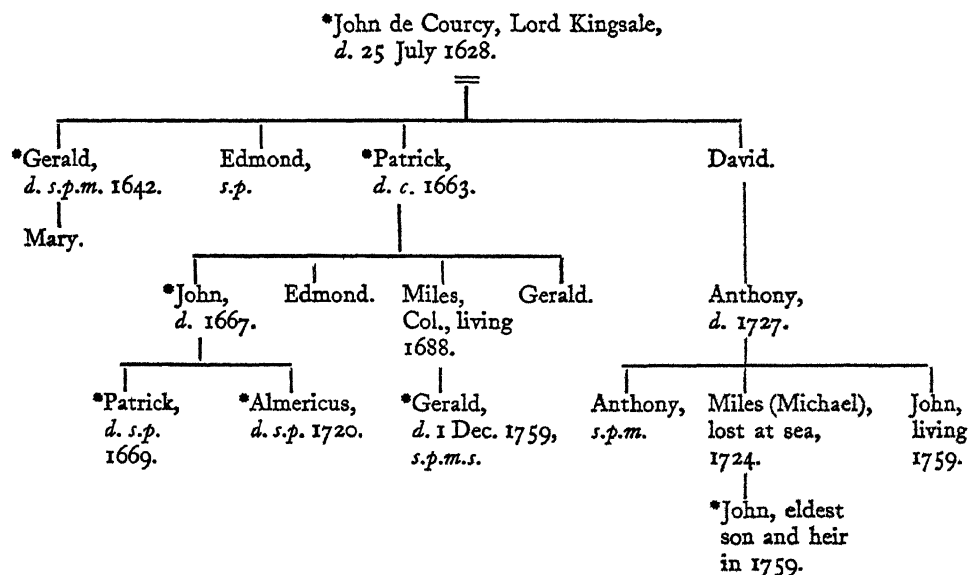 *John de Courcy, Lord Kingsale,
d. 25 July 1628.
*Gerald,
d. s.p.m. 1642.
Mary.
Edmond,
s.p.
*Patrick,
d. c. 1663.
David.
*John,
d. 1667.
Edmond.
Miles,
Col., living
1688.
Gerald.
Anthony,
d. 1727.
*Patrick,
d. s.p.
1669.
*Almericus,
d. s.p. 1720.
*Gerald,
d. 1 Dec. 1759,
s.p.m.s.
Anthony,
s.p.m.
Miles (Michael),
lost at sea,
1724.
John,
living
1759.
*John, eldest
son and heir
in 1759.